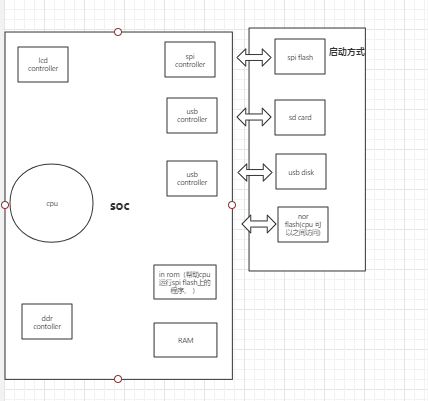 lcd
controller
spi
controller
usb
controller
usb
controller
cpu
soc
in rom（帮助cpu
运行spi flash上的
程序。）
ddr
contoller
RAM
启动方式
spi flash
sd card
usb disk
nor
flash(cpu 可
以之间访问)